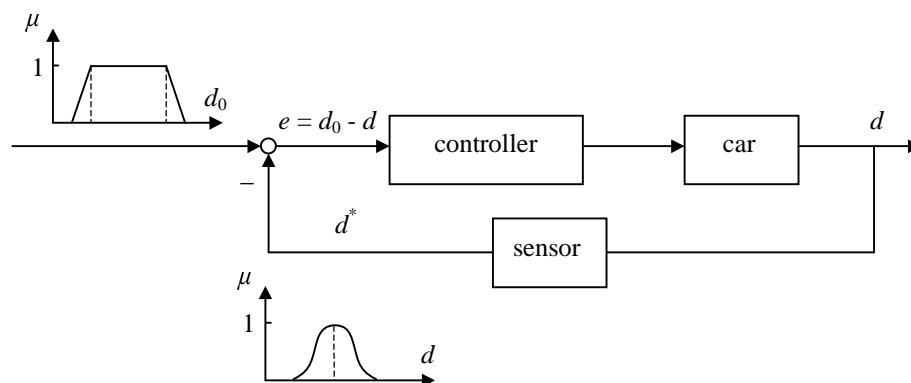 μ
1
d₀
e = d₀ - d
controller
car
d
−
d*
sensor
μ
1
d